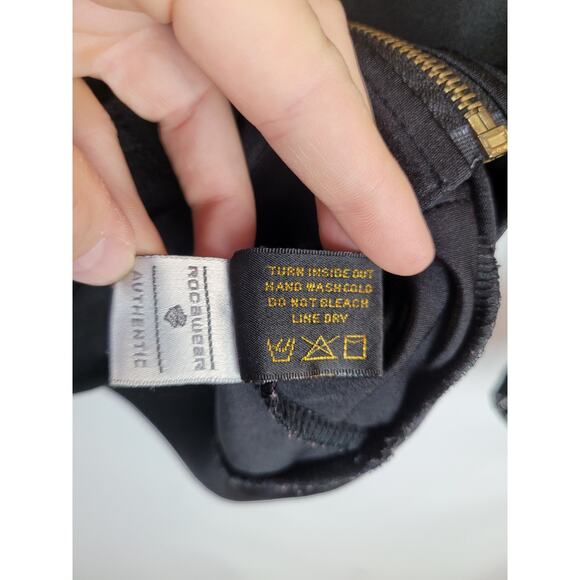 ROCAWEAR
AUTHENTIC
TURN INSIDE OUT
HAND WASH COLD
DO NOT BLEACH
LINE DRY